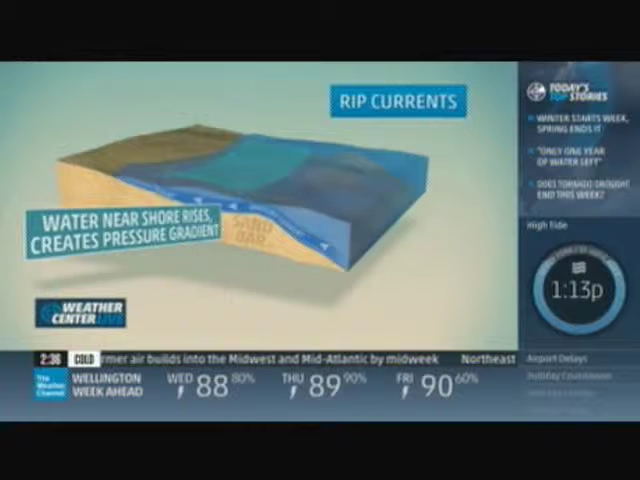 RIP CURRENTS
WATER NEAR SHORE RISES,
CREATES PRESSURE GRADIENT
SAND
BAR
WEATHER
CENTER LIVE
TODAY'S
TOP STORIES
WINTER STARTS WEEK,
SPRING ENDS IT
"ONLY ONE YEAR
OF WATER LEFT"
DOES TORNADO DROUGHT
END THIS WEEK?
High Tide
1:13p
Airport Delays
Holiday Countdown
2:36 COLD rmer air builds into the Midwest and Mid-Atlantic by midweek Northeast
The
Weather
Channel
WELLINGTON
WEEK AHEAD
WED 88 80%
THU 89 90%
FRI 90 60%